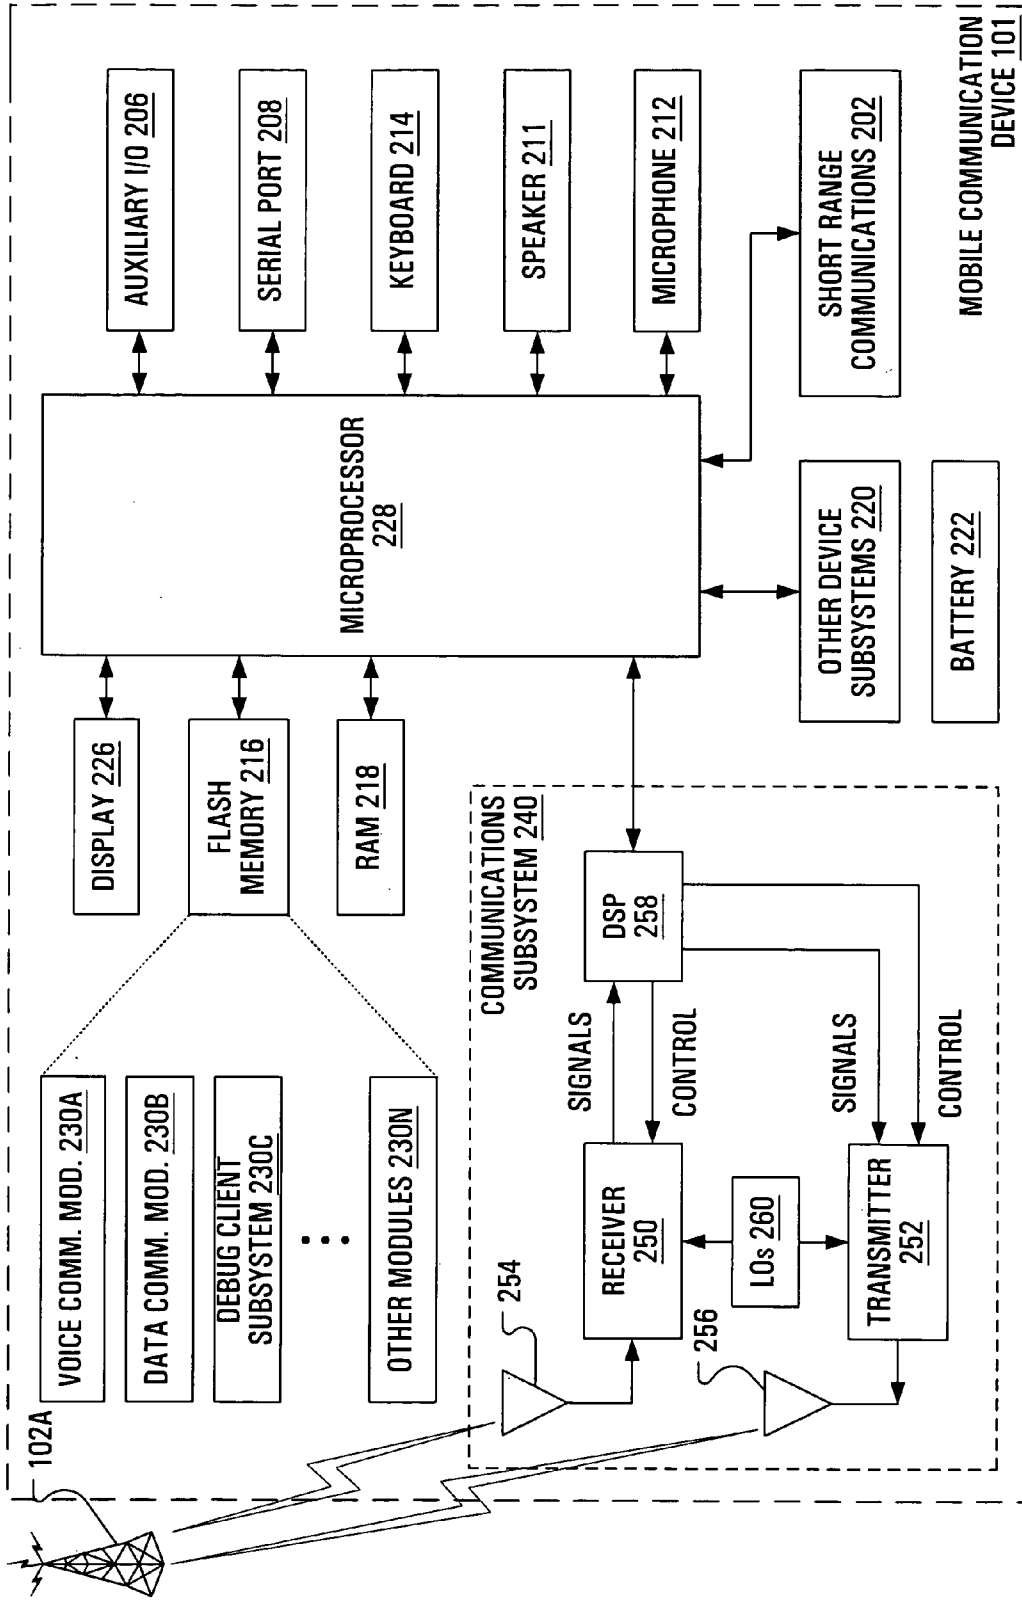 102A
VOICE COMM. MOD. 230A
DATA COMM. MOD. 230B
DEBUG CLIENT
SUBSYSTEM 230C
OTHER MODULES 230N
DISPLAY 226
FLASH
MEMORY 216
RAM 218
MICROPROCESSOR
228
AUXILIARY I/O 206
SERIAL PORT 208
KEYBOARD 214
SPEAKER 211
MICROPHONE 212
COMMUNICATIONS
SUBSYSTEM 240
254
RECEIVER
250
SIGNALS
CONTROL
DSP
258
LOs 260
256
TRANSMITTER
252
SIGNALS
CONTROL
OTHER DEVICE
SUBSYSTEMS 220
SHORT RANGE
COMMUNICATIONS 202
BATTERY 222
MOBILE COMMUNICATION
DEVICE 101